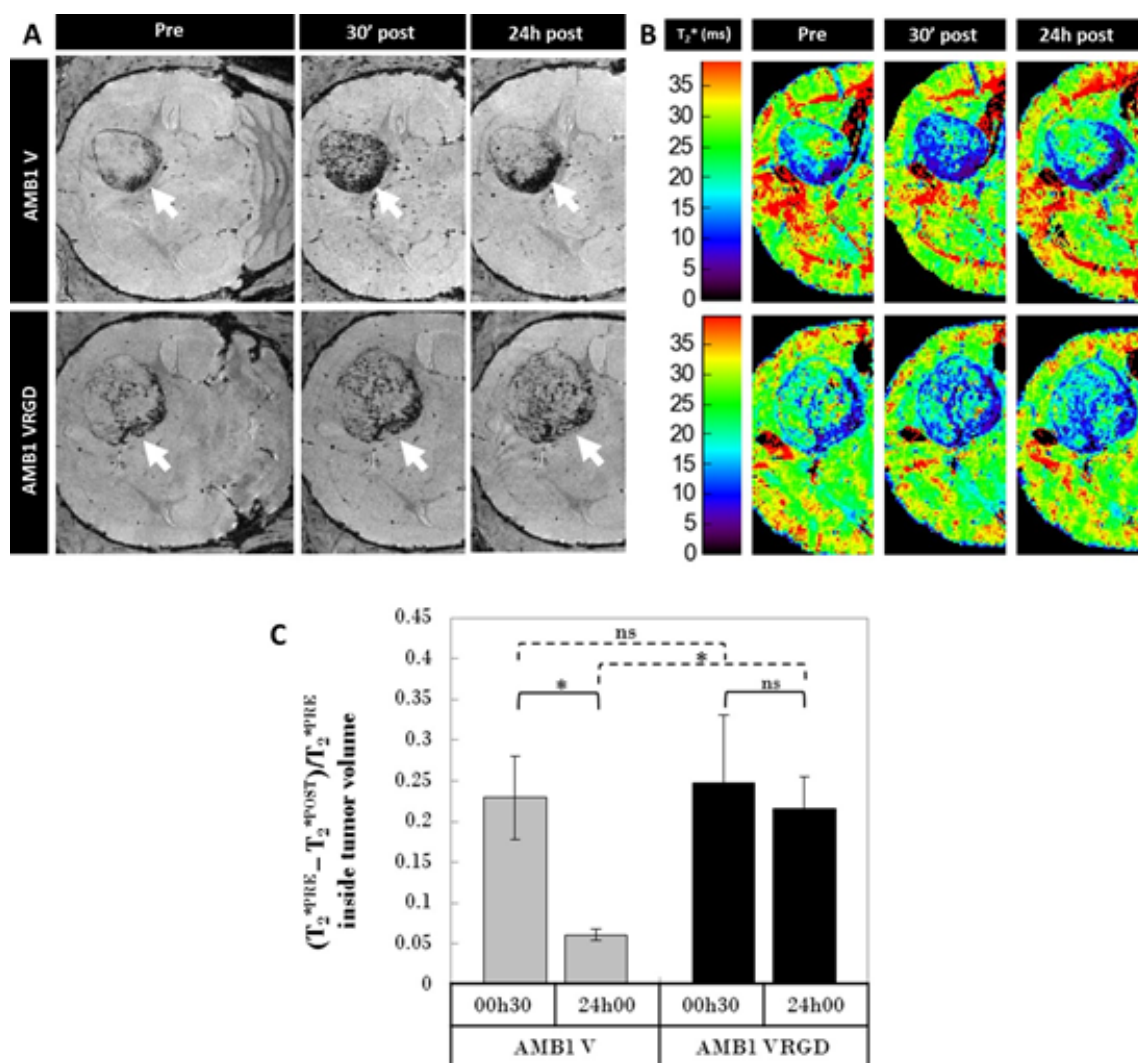 A
Pre
30’ post
24h post
AMB1 V
AMB1 VRGD
B
T₂* (ms)
Pre
30’ post
24h post
35
30
25
20
15
10
5
0
35
30
25
20
15
10
5
0
C
(T₂*ᴾᴿᴱ – T₂*ᴾᴼˢᵀ)/T₂*ᴾᴿᴱ
inside tumor volume
0.45
0.4
0.35
0.3
0.25
0.2
0.15
0.1
0.05
0
ns
*
*
ns
00h30 24h00 00h30 24h00
AMB1 V AMB1 VRGD